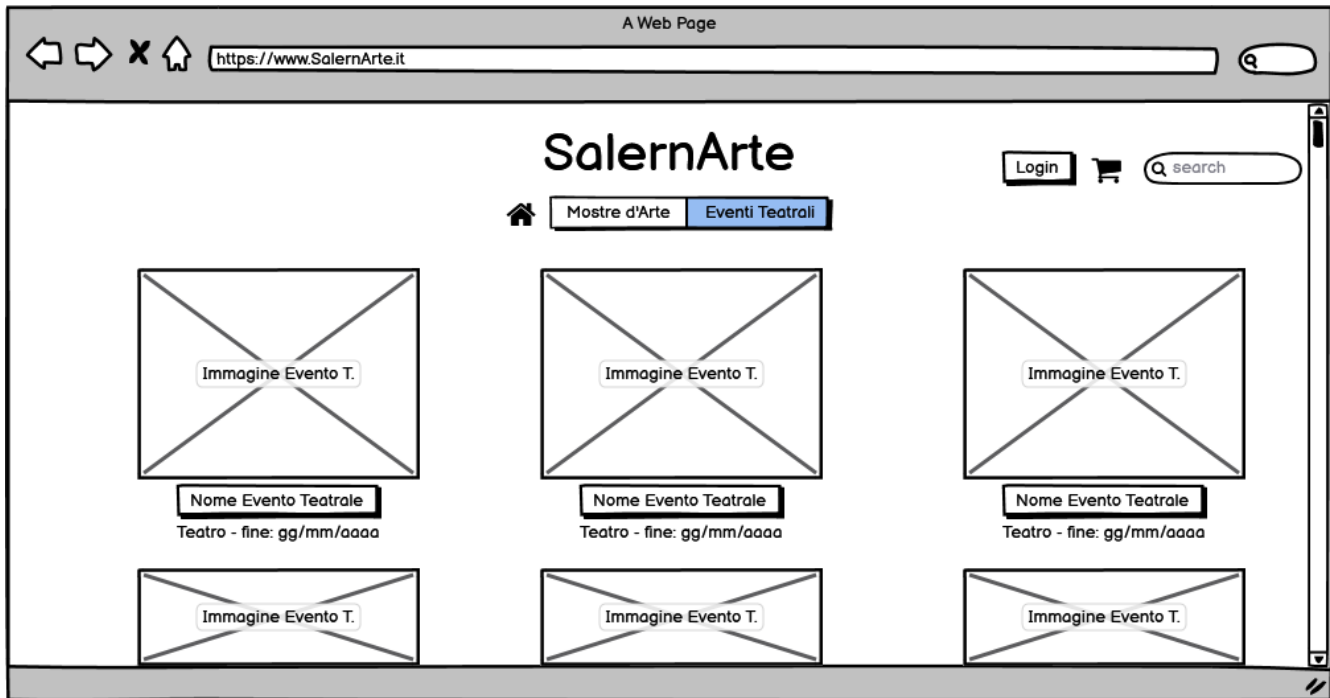 A Web Page
https://www.SalernArte.it
SalernArte
Login
search
Mostre d'Arte
Eventi Teatrali
Immagine Evento T.
Immagine Evento T.
Immagine Evento T.
Nome Evento Teatrale
Nome Evento Teatrale
Nome Evento Teatrale
Teatro - fine: gg/mm/aaaa
Teatro - fine: gg/mm/aaaa
Teatro - fine: gg/mm/aaaa
Immagine Evento T.
Immagine Evento T.
Immagine Evento T.